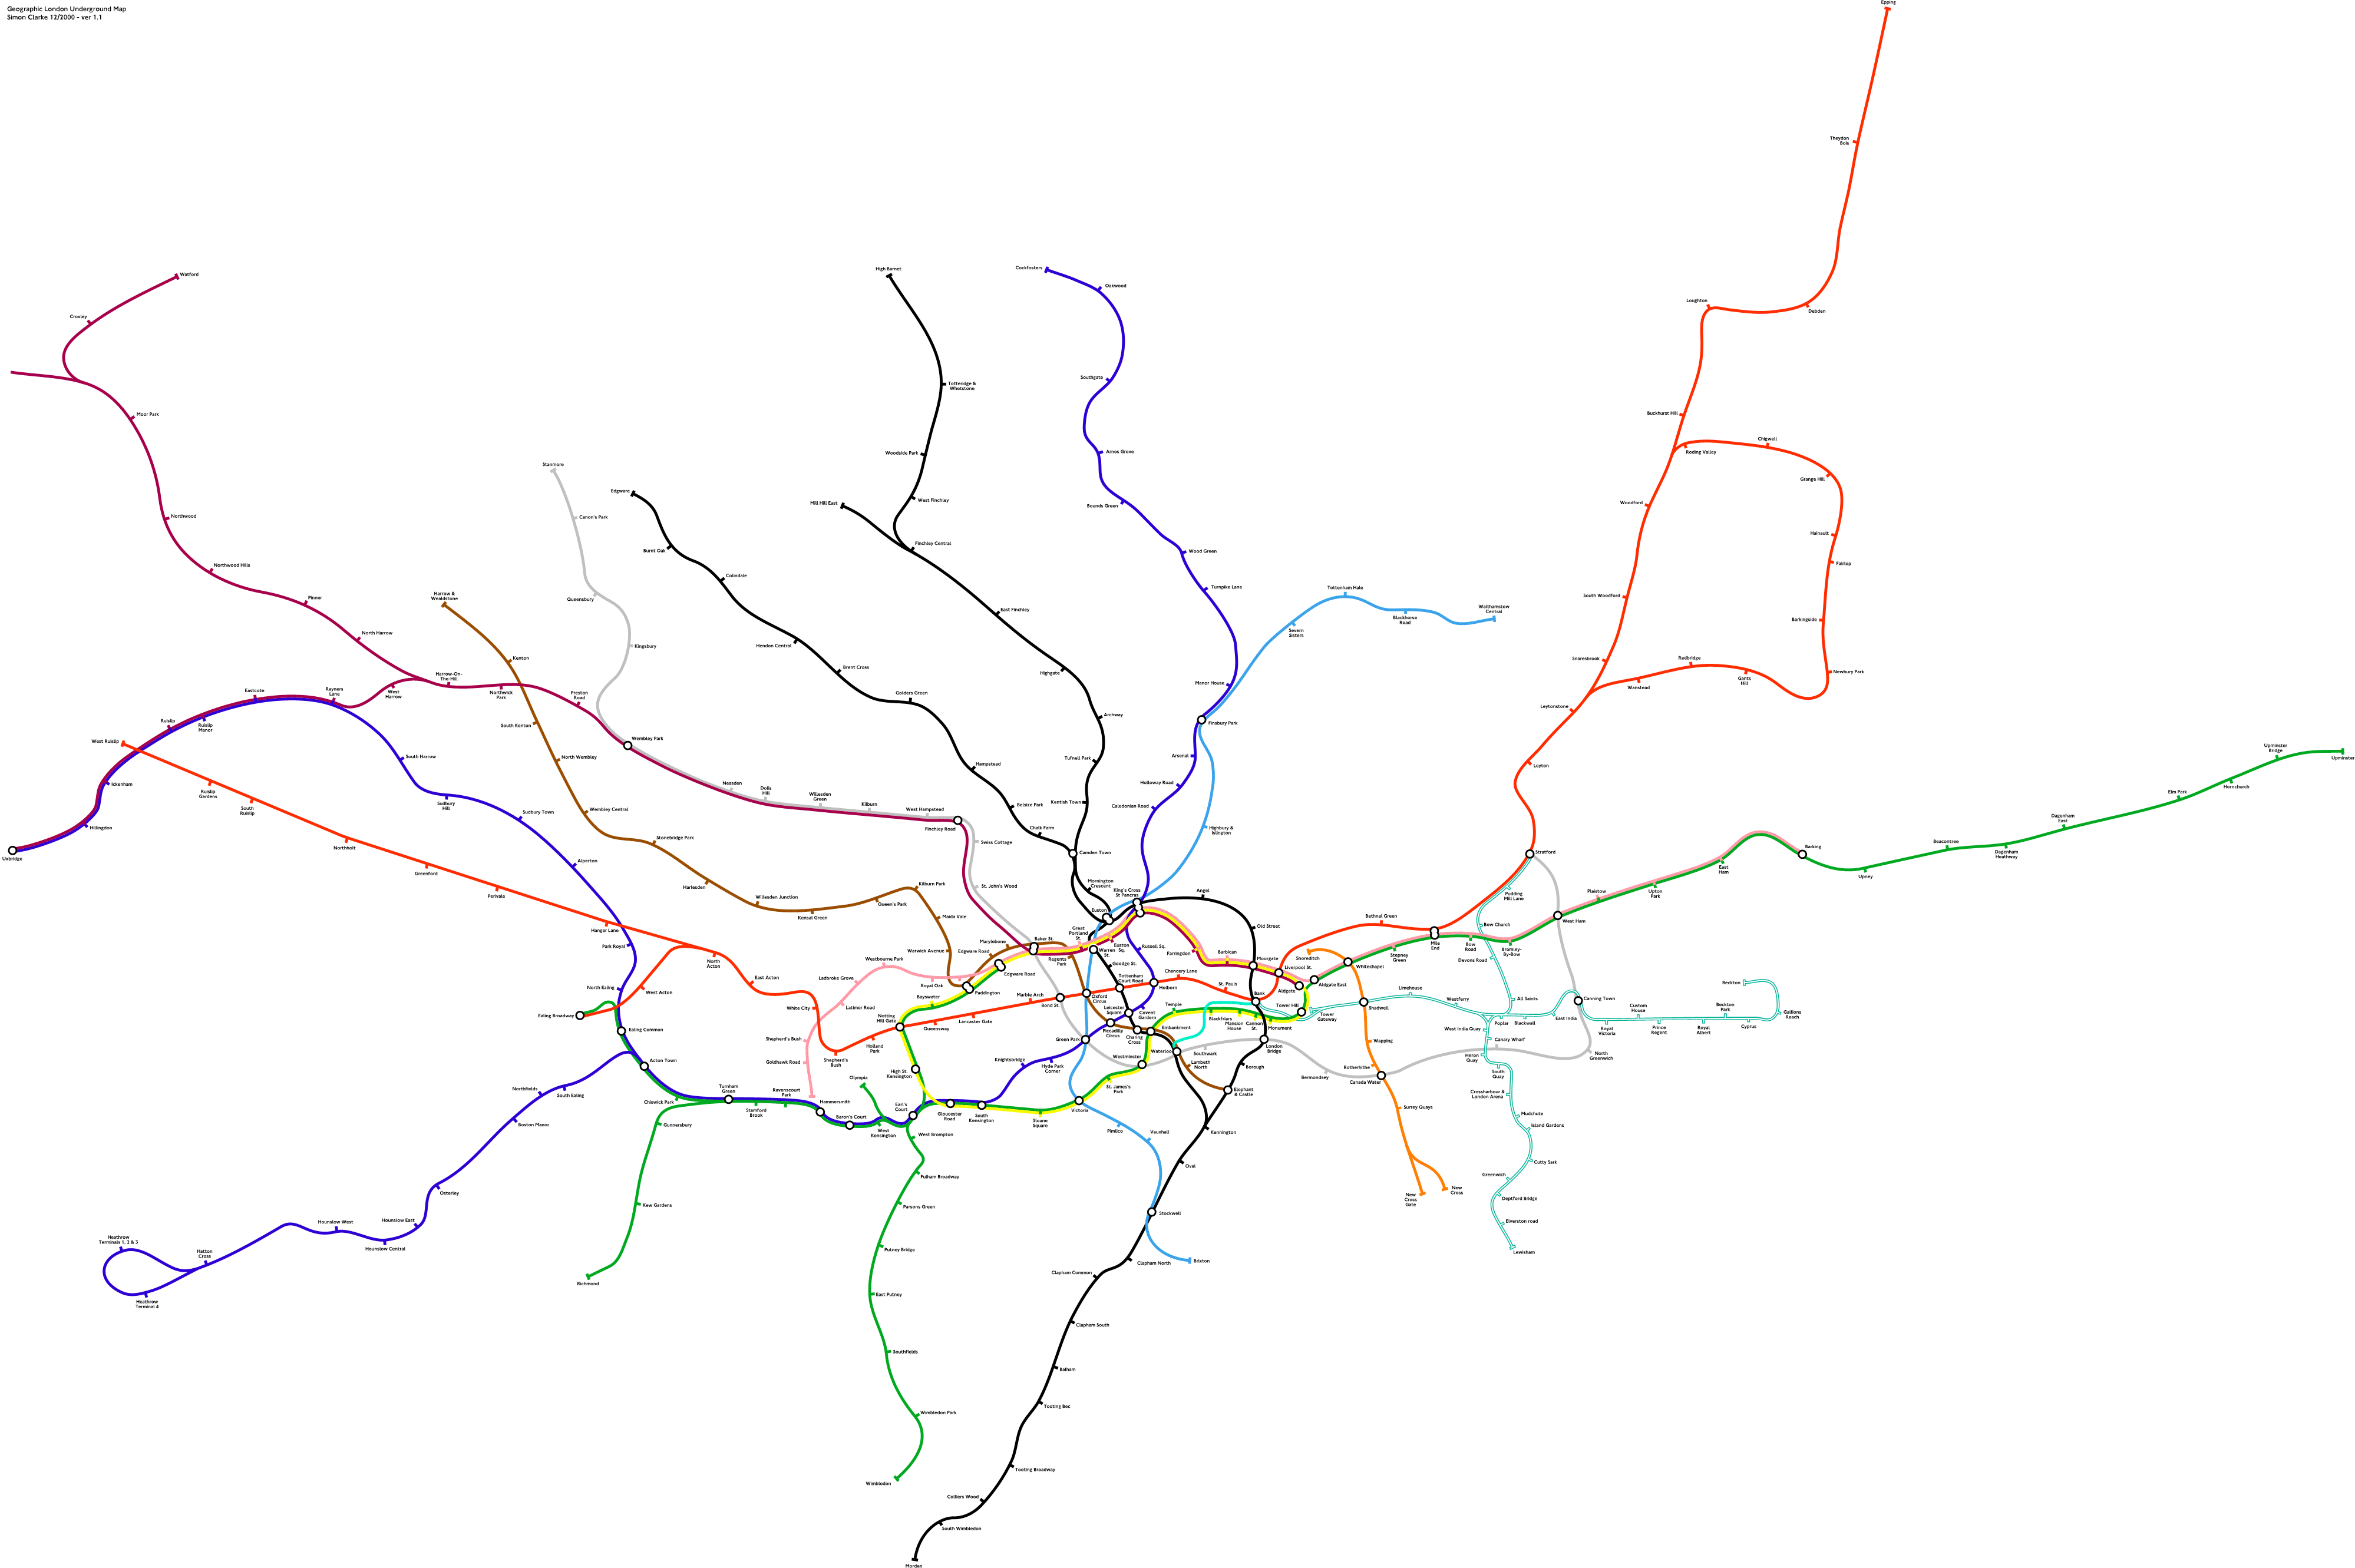 Geographic London Underground Map
Simon Clarke 12/2000 - ver 1.1
Epping
Theydon
Bois
Debden
Loughton
Buckhurst Hill
Roding Valley
Chigwell
Grange Hill
Hainault
Fairlop
Barkingside
Newbury Park
Gants
Hill
Redbridge
Wanstead
Woodford
South Woodford
Snaresbrook
Leytonstone
Leyton
Stratford
Watford
Croxley
Moor Park
Northwood
Northwood Hills
Pinner
North Harrow
Harrow-On-
The-Hill
Northwick
Park
Preston
Road
Wembley Park
West
Harrow
Rayners
Lane
Eastcote
Ruislip
Manor
Ruislip
Ickenham
Hillingdon
Uxbridge
West Ruislip
Ruislip
Gardens
South
Ruislip
Northholt
Greenford
Perivale
Hangar Lane
North
Acton
East Acton
West Acton
Ealing Broadway
White City
Shepherd's
Bush
Holland
Park
Notting
Hill Gate
Queensway
Lancaster Gate
Marble Arch
Bond St.
Oxford
Circus
Tottenham
Court Road
Holborn
Chancery Lane
St. Pauls
Bank
Liverpool St.
Bethnal Green
Mile
End
South Harrow
Sudbury
Hill
Sudbury Town
Alperton
Park Royal
North Ealing
Ealing Common
Acton Town
South Ealing
Northfields
Boston Manor
Osterley
Hounslow East
Hounslow Central
Hounslow West
Hatton
Cross
Heathrow
Terminals 1, 2 & 3
Heathrow
Terminal 4
Stanmore
Canon's Park
Queensbury
Kingsbury
Neasden
Dolis
Hill
Willesden
Green
Kilburn
West Hampstead
Finchley Road
Swiss Cottage
St. John's Wood
Baker St.
Harrow &
Wealdstone
Kenton
South Kenton
North Wembley
Wembley Central
Stonebridge Park
Harlesden
Willesden Junction
Kensal Green
Queen's Park
Kilburn Park
Maida Vale
Warwick Avenue
Edgware Road
Marylebone
Regents
Park
Edgware
Burnt Oak
Colindale
Hendon Central
Brent Cross
Golders Green
Hampstead
Belsize Park
Chalk Farm
Camden Town
High Barnet
Totteridge &
Whetstone
Woodside Park
West Finchley
Mill Hill East
Finchley Central
East Finchley
Highgate
Archway
Tufnell Park
Kentish Town
Mornington
Crescent
Euston
King's Cross
St Pancras
Angel
Old Street
Moorgate
Cockfosters
Oakwood
Southgate
Arnos Grove
Bounds Green
Wood Green
Turnpike Lane
Manor House
Finsbury Park
Arsenal
Holloway Road
Caledonian Road
Russell Sq.
Tottenham Hale
Severn
Sisters
Blackhorse
Road
Walthamstow
Central
Highbury &
Islington
Great
Portland
St.
Euston
Sq.
Warren
St.
Goodge St.
Farringdon
Barbican
Aldgate
Aldgate East
Westbourne Park
Ladbroke Grove
Latimer Road
Royal Oak
Paddington
Edgware Road
Bayswater
Shepherd's Bush
Goldhawk Road
Hammersmith
Leicester
Square
Covent
Garden
Piccadilly
Circus
Charing
Cross
Embankment
Temple
Blackfriars
Mansion
House
Cannon
St.
Monument
Tower Hill
Tower
Gateway
Green Park
Westminster
Waterloo
Southwark
Lambeth
North
London
Bridge
Borough
Elephant
& Castle
Bermondsey
Hyde Park
Corner
Knightsbridge
St. James's
Park
Victoria
Sloane
Square
South
Kensington
Gloucester
Road
High St.
Kensington
Earl's
Court
Olympia
West
Kensington
Baron's Court
Ravenscourt
Park
Stamford
Brook
Turnham
Green
Chiswick Park
Gunnersbury
Kew Gardens
Richmond
West Brompton
Fulham Broadway
Parsons Green
Putney Bridge
East Putney
Southfields
Wimbledon Park
Wimbledon
Pimlico
Vauxhall
Kennington
Oval
Stockwell
Brixton
Clapham North
Clapham Common
Clapham South
Balham
Tooting Bec
Tooting Broadway
Colliers Wood
South Wimbledon
Morden
Shoreditch
Whitechapel
Stepney
Green
Shadwell
Wapping
Rotherhithe
Canada Water
Surrey Quays
New
Cross
Gate
New
Cross
Limehouse
Westferry
West India Quay
Poplar
Blackwall
All Saints
East India
Canary Wharf
Heron
Quay
South
Quay
Crossharbour &
London Arena
Mudchute
Island Gardens
Cutty Sark
Greenwich
Deptford Bridge
Elverston road
Lewisham
Devons Road
Bow Church
Pudding
Mill Lane
Bow
Road
Bromley-
By-Bow
West Ham
Plaistow
Upton
Park
East
Ham
Barking
Upney
Beacontree
Dagenham
Heathway
Dagenham
East
Elm Park
Hornchurch
Upminster
Bridge
Upminster
Canning Town
North
Greenwich
Royal
Victoria
Custom
House
Prince
Regent
Royal
Albert
Beckton
Park
Cyprus
Gallions
Reach
Beckton